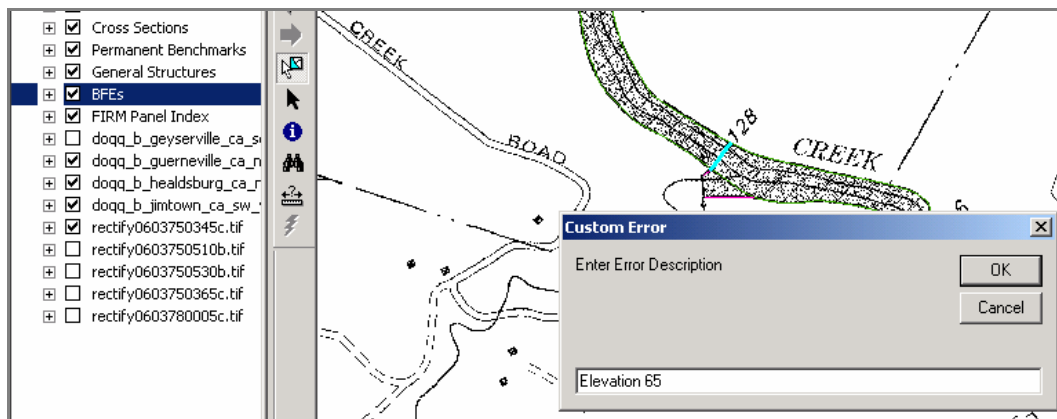 Cross Sections
Permanent Benchmarks
General Structures
BFEs
FIRM Panel Index
doqq_b_geyserville_ca_s
doqq_b_guerneville_ca_n
doqq_b_healdsburg_ca_n
doqq_b_jimtown_ca_sw_
rectify0603750345c.tif
rectify0603750510b.tif
rectify0603750530b.tif
rectify0603750365c.tif
rectify0603780005c.tif
CREEK
ROAD
128
CREEK
Custom Error
Enter Error Description
OK
Cancel
Elevation 65